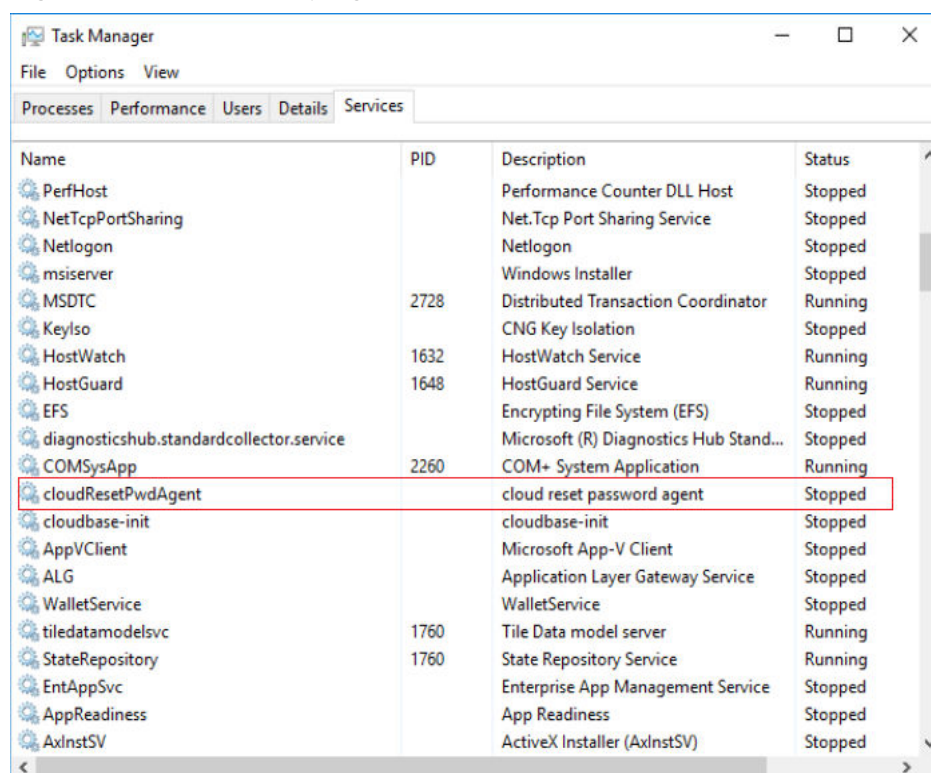 Task Manager
File Options View
Processes Performance Users Details Services
Name PID Description Status
PerfHost Performance Counter DLL Host Stopped
NetTcpPortSharing Net.Tcp Port Sharing Service Stopped
Netlogon Netlogon Stopped
msiserver Windows Installer Stopped
MSDTC 2728 Distributed Transaction Coordinator Running
KeyIso CNG Key Isolation Stopped
HostWatch 1632 HostWatch Service Running
HostGuard 1648 HostGuard Service Running
EFS Encrypting File System (EFS) Stopped
diagnosticshub.standardcollector.service Microsoft (R) Diagnostics Hub Stand... Stopped
COMSysApp 2260 COM+ System Application Running
cloudResetPwdAgent cloud reset password agent Stopped
cloudbase-init cloudbase-init Stopped
AppVClient Microsoft App-V Client Stopped
ALG Application Layer Gateway Service Stopped
WalletService WalletService Stopped
tiledatamodelsvc 1760 Tile Data model server Running
StateRepository 1760 State Repository Service Running
EntAppSvc Enterprise App Management Service Stopped
AppReadiness App Readiness Stopped
AxInstSV ActiveX Installer (AxInstSV) Stopped